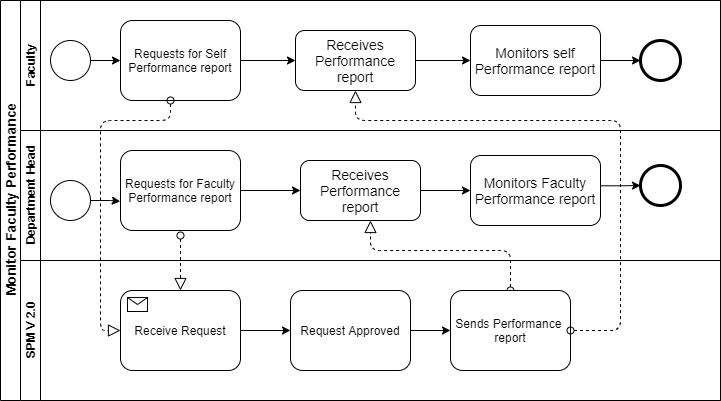 Monitor Faculty Performance
Faculty
Requests for Self
Performance report
Receives
Performance
report
Monitors self
Performance report
Department Head
Requests for Faculty
Performance report
Receives
Performance
report
Monitors Faculty
Performance report
SPM V 2.0
Receive Request
Request Approved
Sends Performance
report